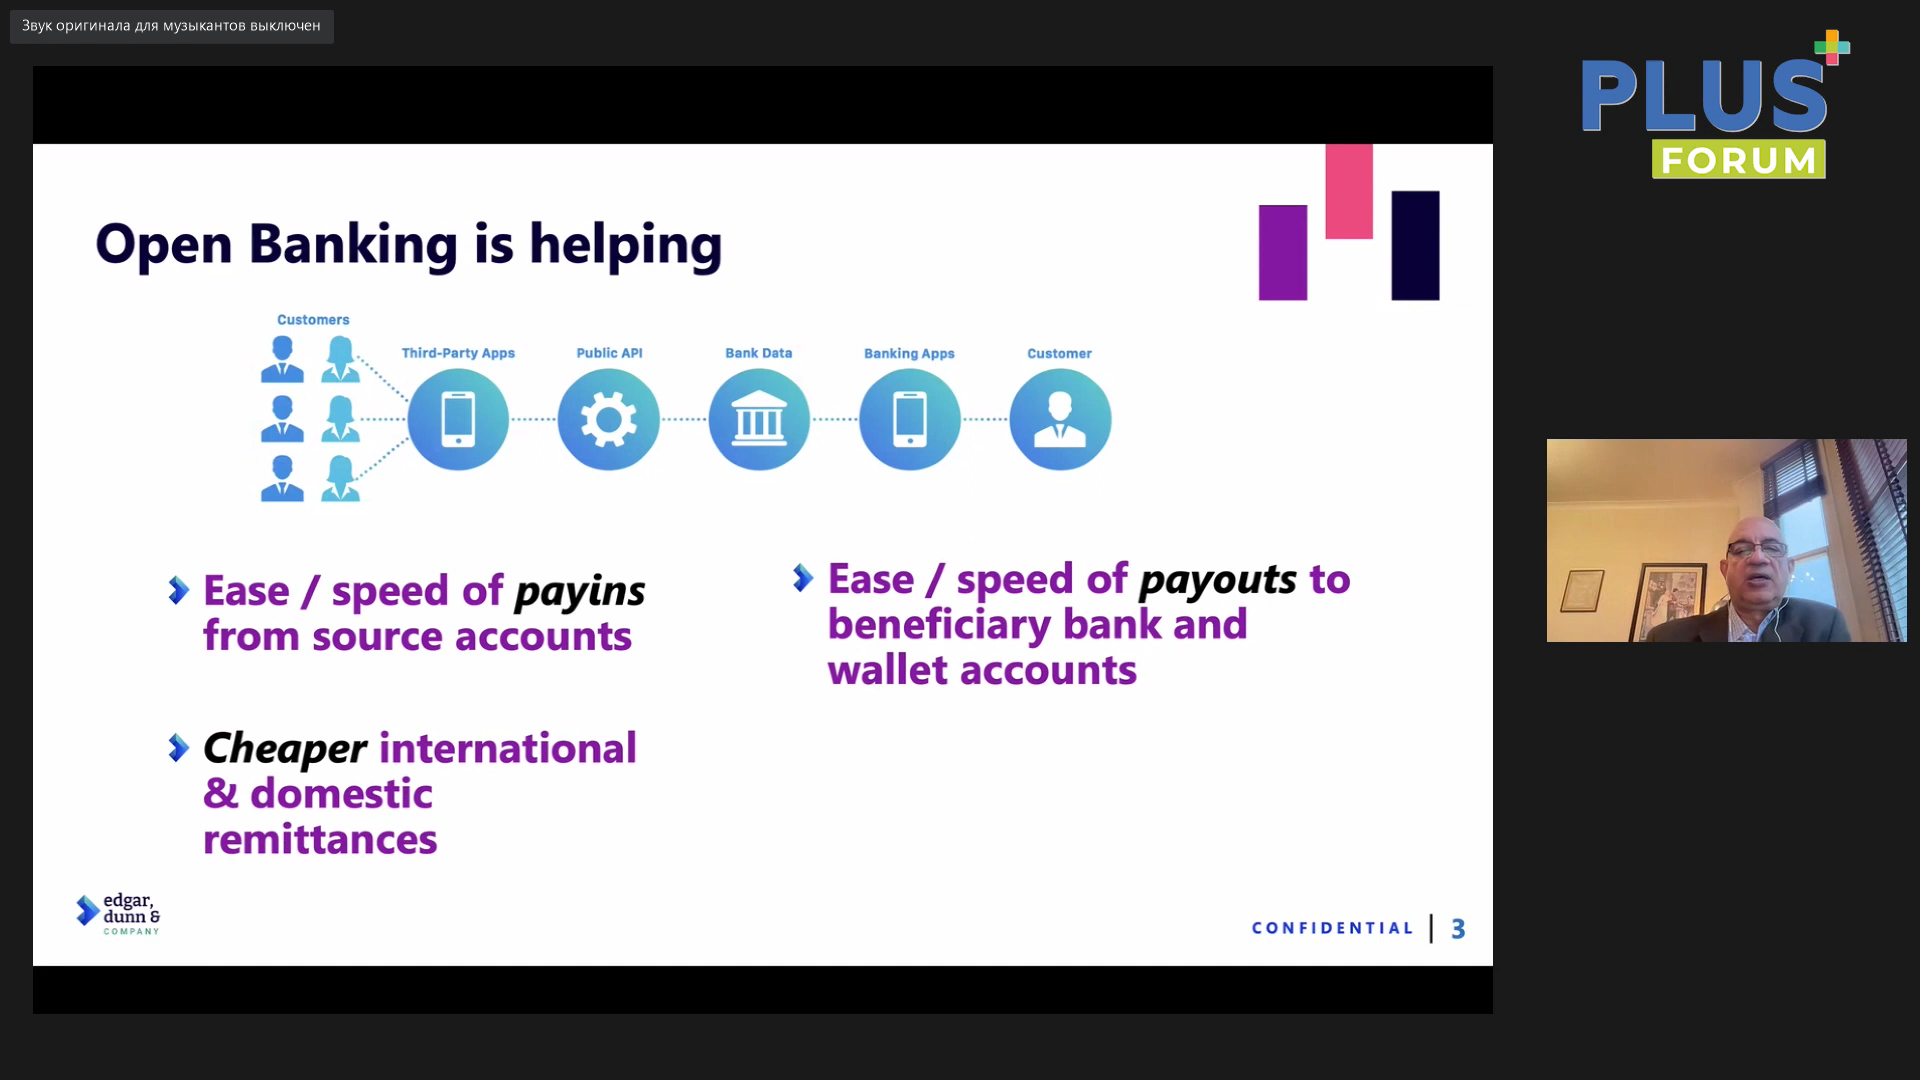 Звук оригинала для музыкантов выключен
PLUS
FORUM
Open Banking is helping
Customers
Third-Party Apps
Public API
Bank Data
Banking Apps
Customer
Ease / speed of payins
from source accounts
Cheaper international
& domestic
remittances
Ease / speed of payouts to
beneficiary bank and
wallet accounts
edgar,
dunn &
COMPANY
CONFIDENTIAL | 3